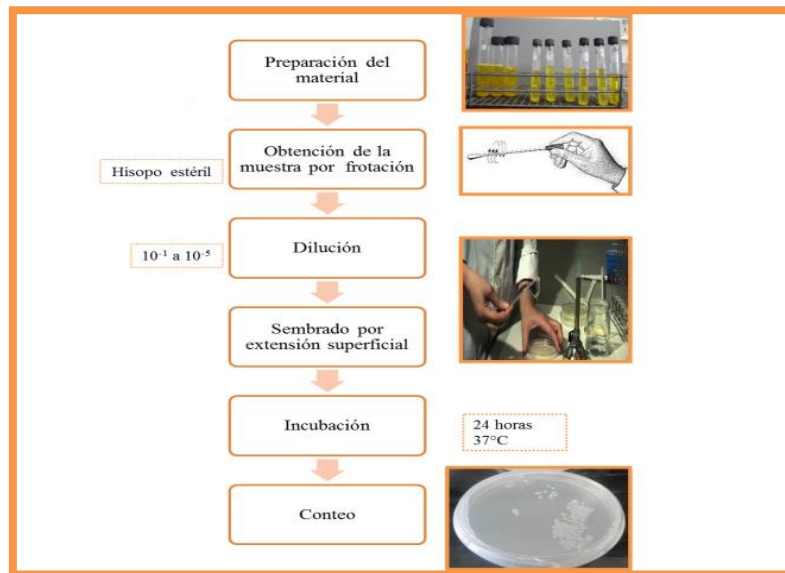 Preparación del
material
Obtención de la
muestra por frotación
Hisopo estéril
Dilución
10⁻¹ a 10⁻⁵
Sembrado por
extensión superficial
Incubación
24 horas
37°C
Conteo